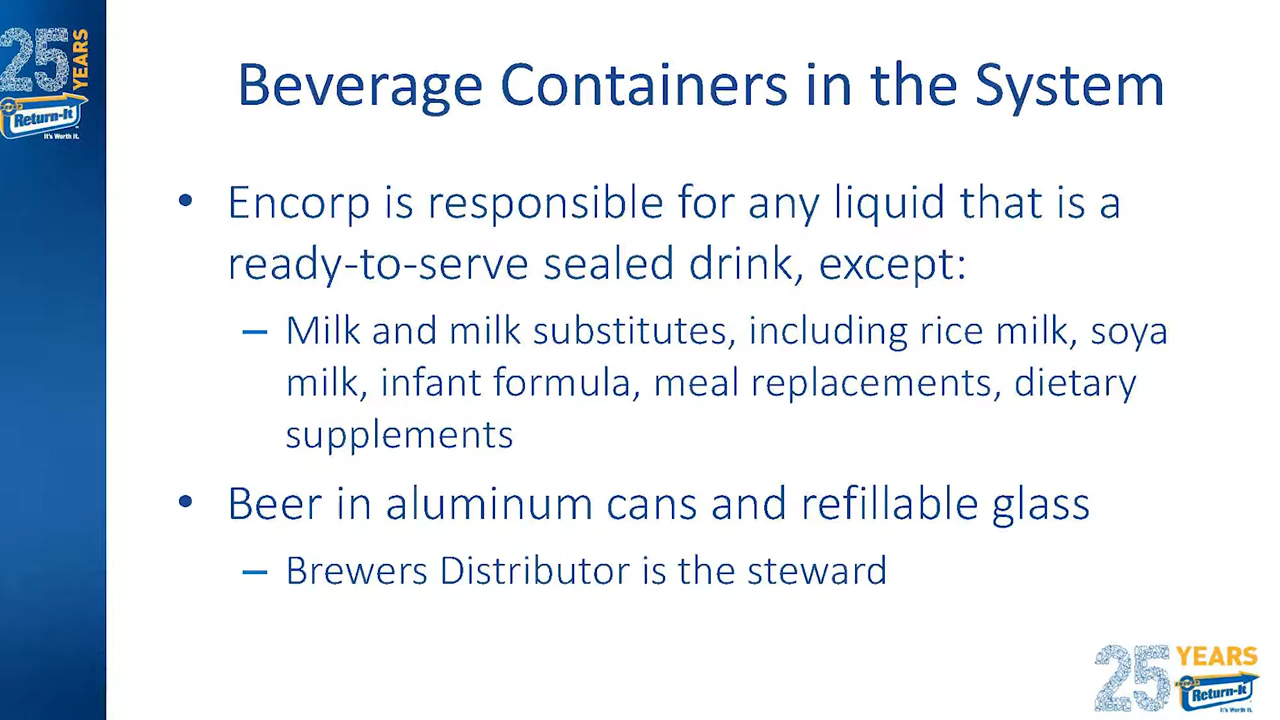 25 YEARS
Return-It
It's Worth It.
Beverage Containers in the System
• Encorp is responsible for any liquid that is a
ready-to-serve sealed drink, except:
– Milk and milk substitutes, including rice milk, soya
milk, infant formula, meal replacements, dietary
supplements
• Beer in aluminum cans and refillable glass
– Brewers Distributor is the steward
25 YEARS
Return-It
It's Worth It.